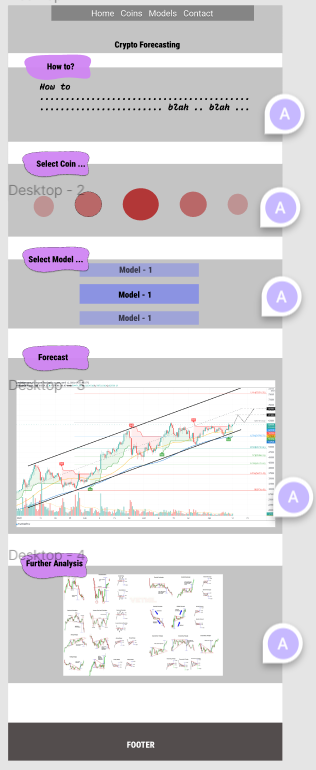 Home Coins Models Contact
Crypto Forecasting
How to?
How to
.......................................
....................... blah .. blah ...
A
Select Coin ...
Desktop - 2
A
Select Model ...
Model - 1
Model - 1
Model - 1
A
Forecast
Desktop - 3
A
Desktop - 4
Further Analysis
A
FOOTER